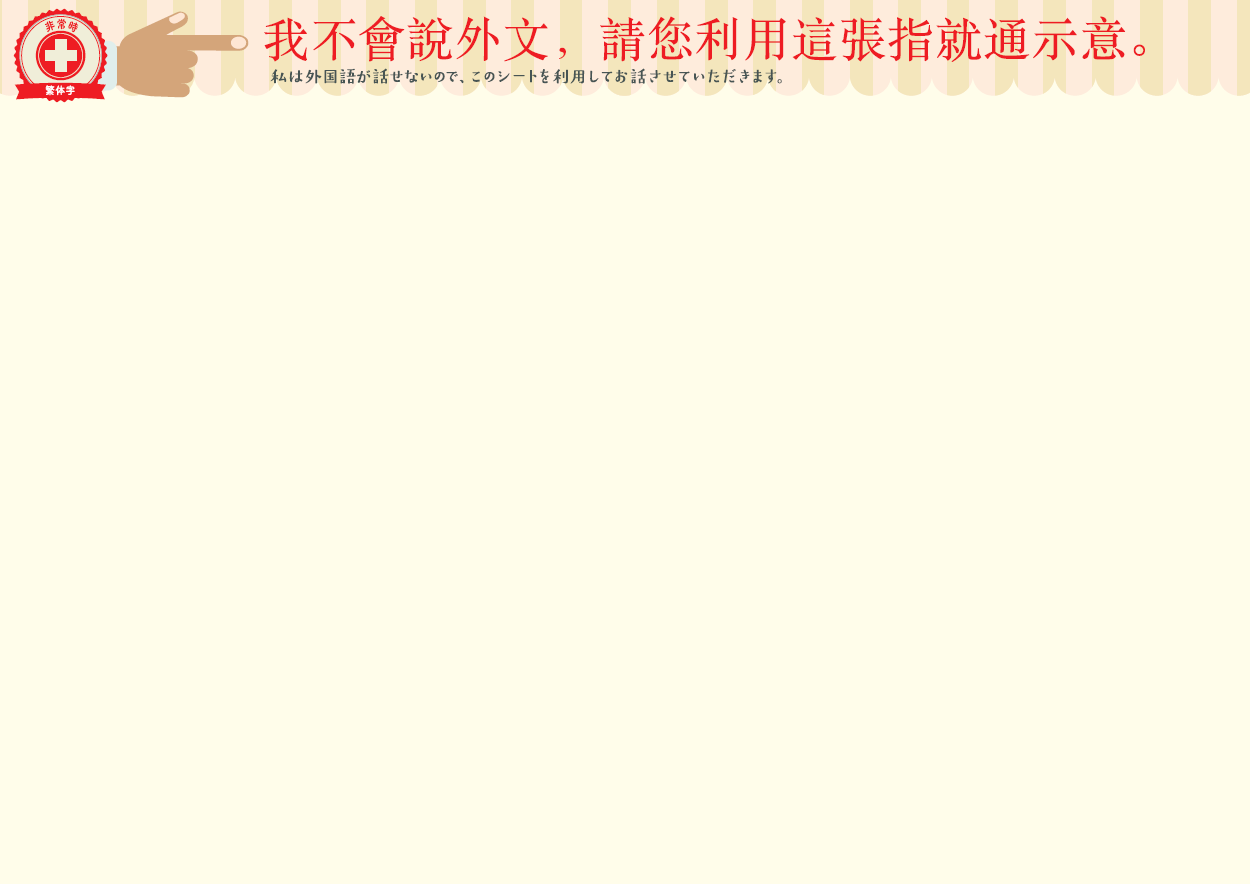 非常時
繁体字
我不會說外文，請您利用這張指就通示意。
私は外国語が話せないので、このシートを利用してお話させていただきます。